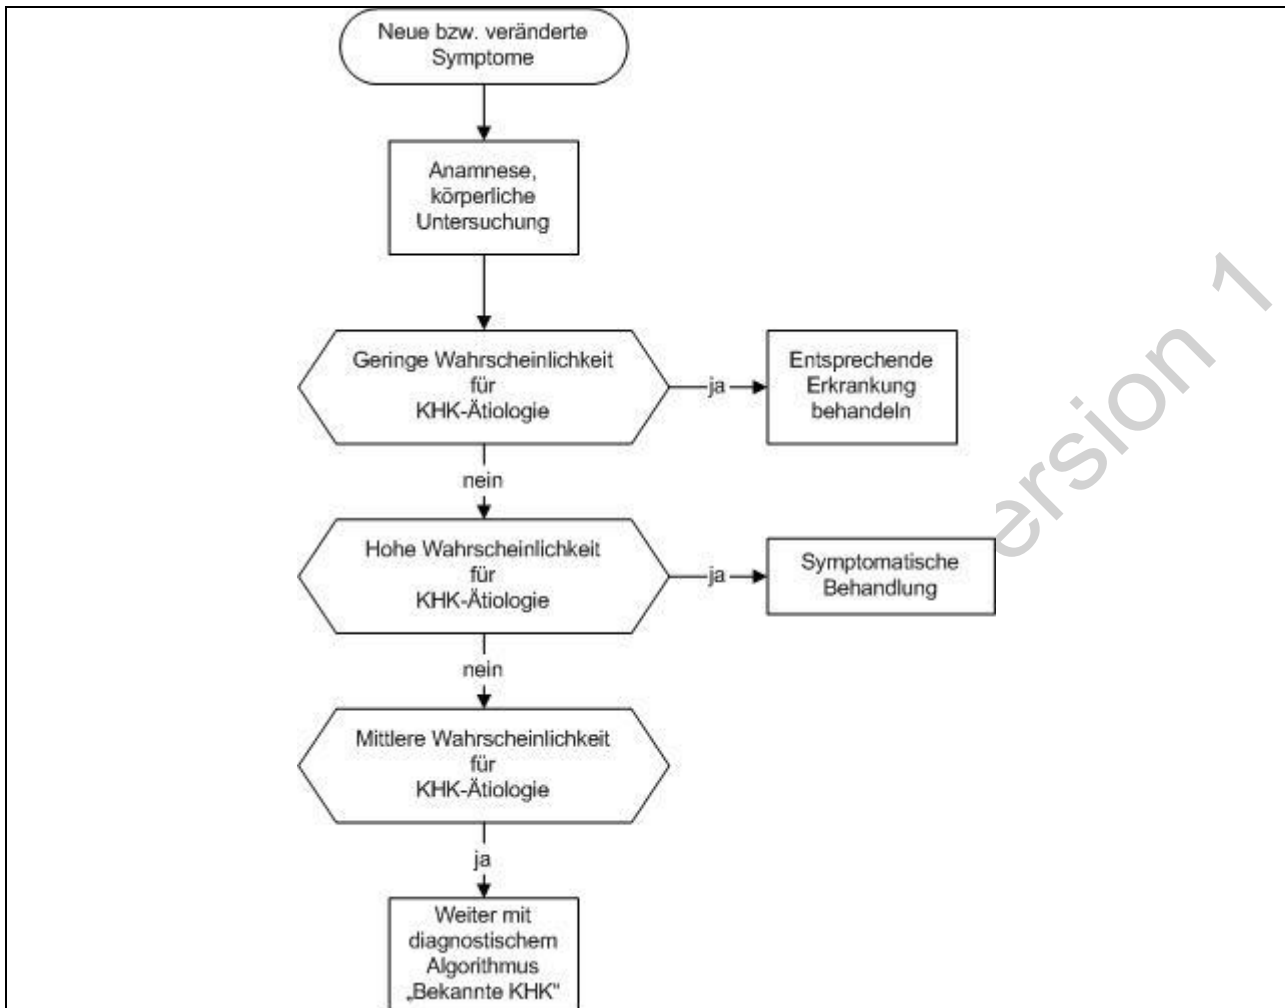 Neue bzw. veränderte
Symptome
Anamnese,
körperliche
Untersuchung
Geringe Wahrscheinlichkeit
für
KHK-Ätiologie
ja
Entsprechende
Erkrankung
behandeln
nein
Hohe Wahrscheinlichkeit
für
KHK-Ätiologie
ja
Symptomatische
Behandlung
nein
Mittlere Wahrscheinlichkeit
für
KHK-Ätiologie
ja
Weiter mit
diagnostischem
Algorithmus
„Bekannte KHK"
ersion 1